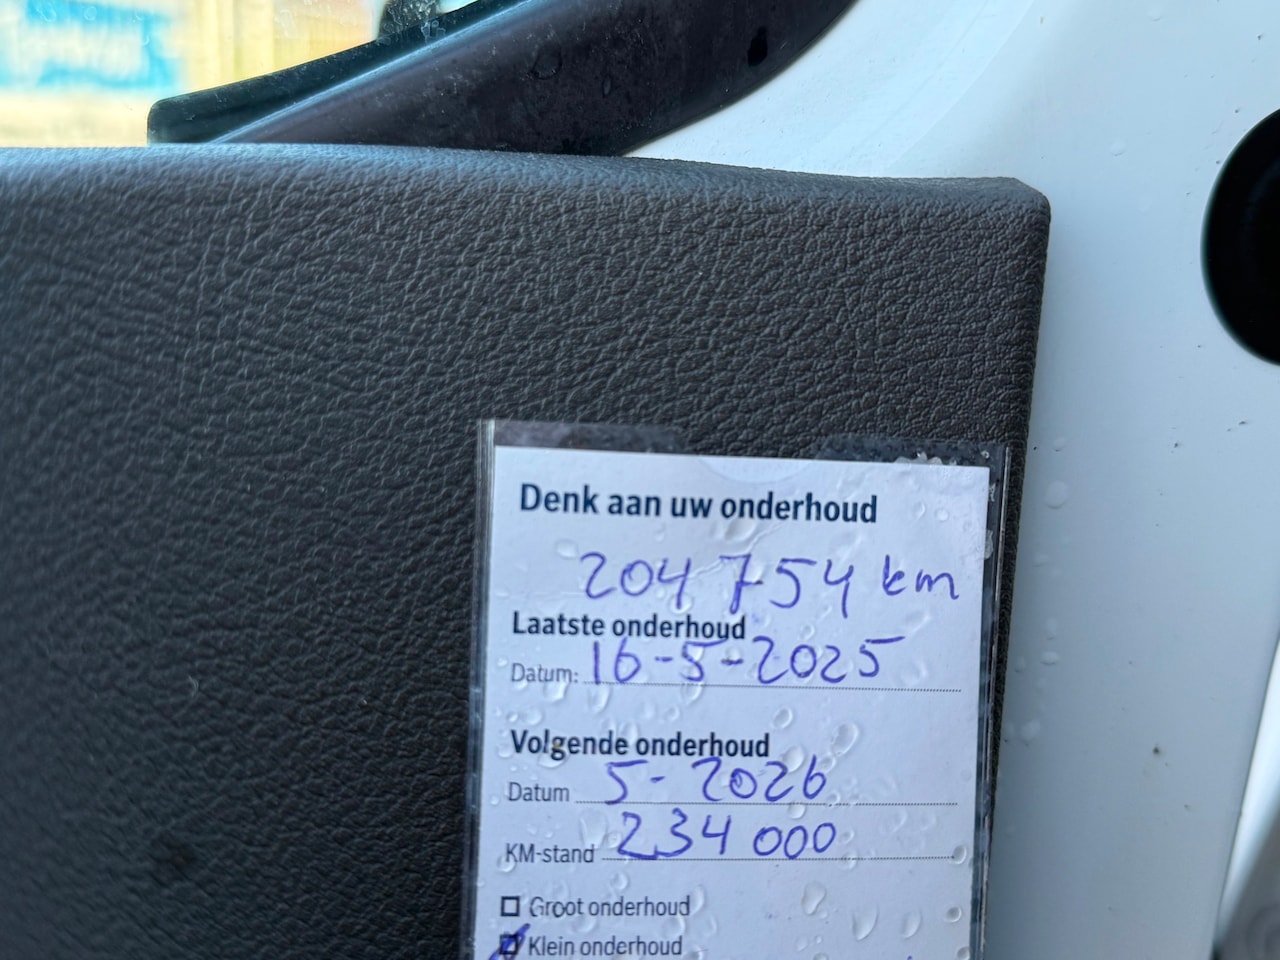 Denk aan uw onderhoud
204 754 km
Laatste onderhoud
Datum: 16-5-2025
Volgende onderhoud
Datum 5-2026
KM-stand 234 000
Groot onderhoud
Klein onderhoud